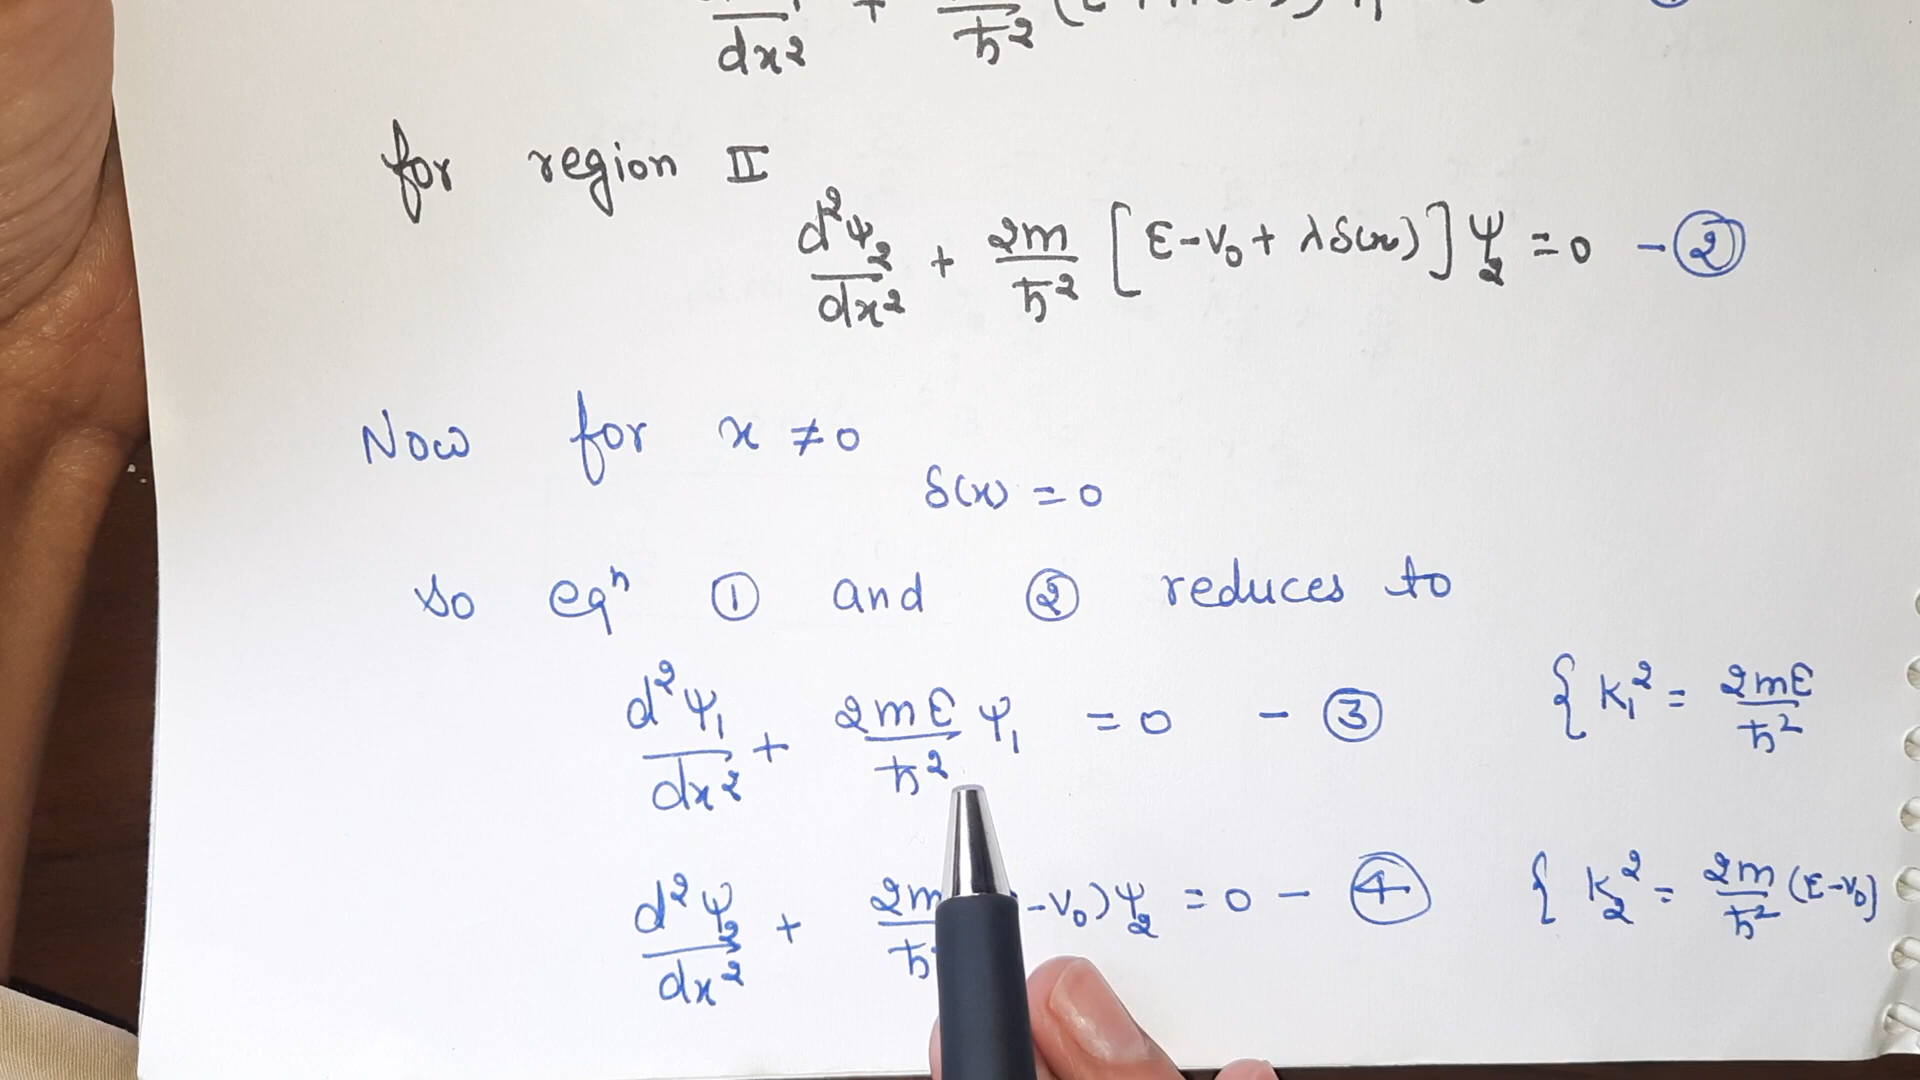 dx² + ħ²
for region II
d²ψ₂/dx² + 2m/ħ² [E-V₀ + λδ(x)] ψ₂ = 0 - ②
Now for x ≠ 0
δ(x) = 0
So eqⁿ ① and ② reduces to
d²ψ₁/dx² + 2mE/ħ² ψ₁ = 0 - ③ { K₁² = 2mE/ħ²
d²ψ₂/dx² + 2m/ħ -V₀)ψ₂ = 0 - ④ { K₂² = 2m/ħ² (E-V₀)